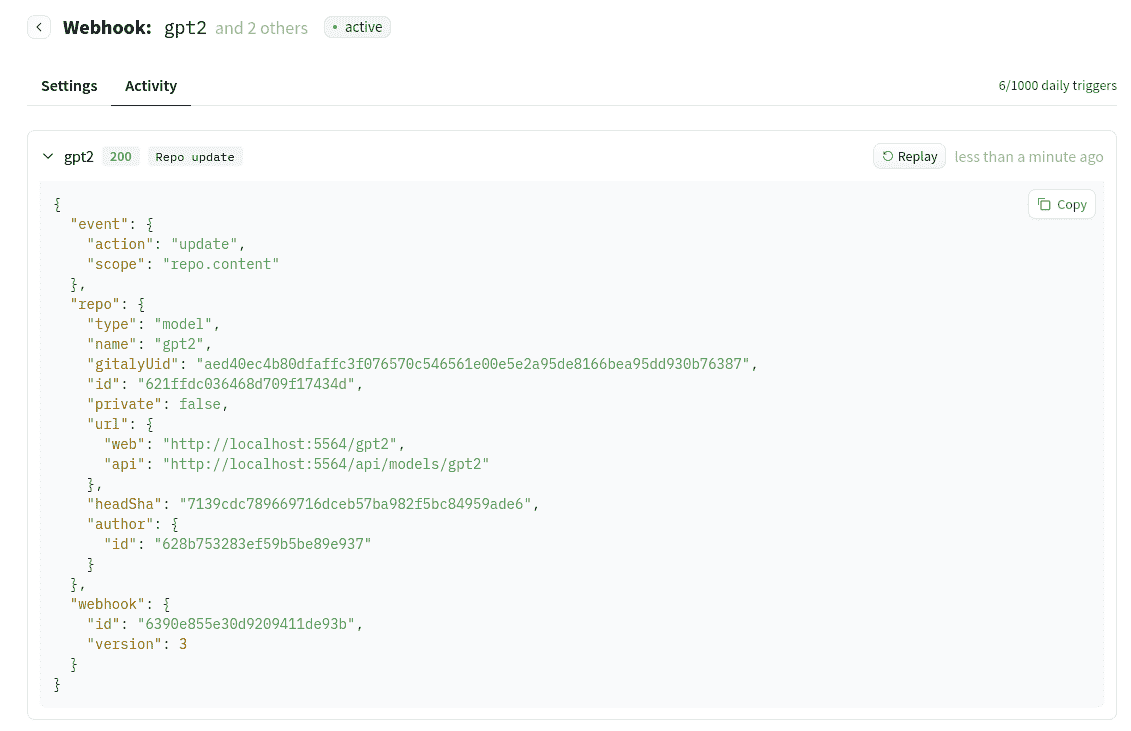 Webhook: gpt2 and 2 others • active
Settings Activity 6/1000 daily triggers
gpt2 200 Repo update Replay less than a minute ago
Copy
{
  "event": {
    "action": "update",
    "scope": "repo.content"
  },
  "repo": {
    "type": "model",
    "name": "gpt2",
    "gitalyUid": "aed40ec4b80dfaffc3f076570c546561e00e5e2a95de8166bea95dd930b76387",
    "id": "621ffdc036468d709f17434d",
    "private": false,
    "url": {
      "web": "http://localhost:5564/gpt2",
      "api": "http://localhost:5564/api/models/gpt2"
    },
    "headSha": "7139cdc789669716dceb57ba982f5bc84959ade6",
    "author": {
      "id": "628b753283ef59b5be89e937"
    }
  },
  "webhook": {
    "id": "6390e855e30d9209411de93b",
    "version": 3
  }
}